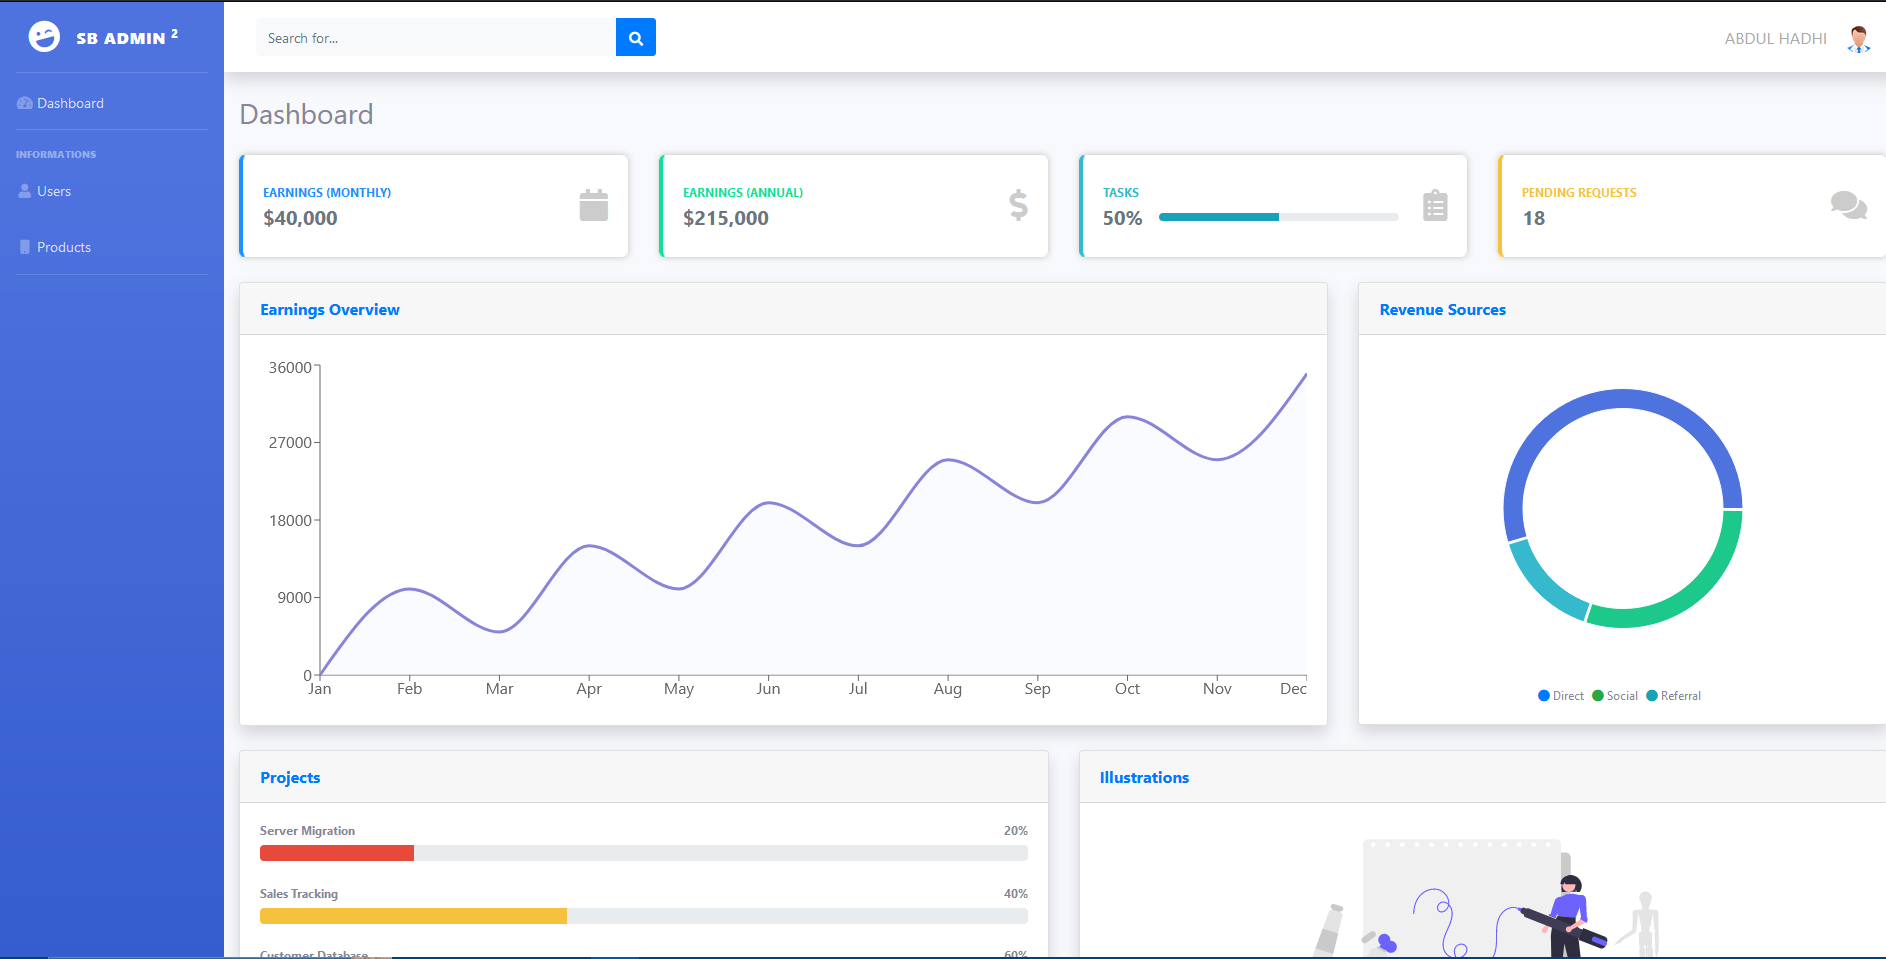 SB ADMIN 2
Search for...
ABDUL HADHI
Dashboard
INFORMATIONS
Users
Products
Dashboard
EARNINGS (MONTHLY)
$40,000
EARNINGS (ANNUAL)
$215,000
TASKS
50%
PENDING REQUESTS
18
Earnings Overview
36000
27000
18000
9000
0
Jan Feb Mar Apr May Jun Jul Aug Sep Oct Nov Dec
Revenue Sources
Direct Social Referral
Projects
Server Migration 20%
Sales Tracking 40%
Customer Database 60%
Illustrations